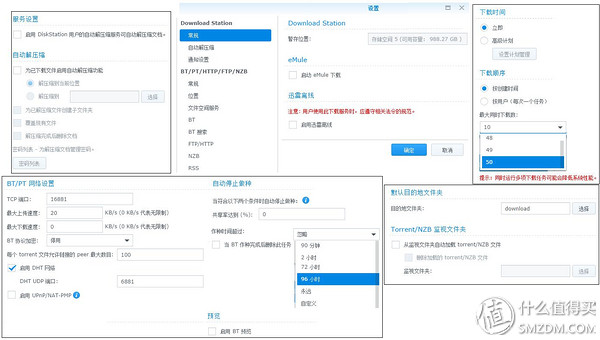 服务设置
启用 DiskStation 用户的自动解压缩服务可自动解压缩文档。
自动解压缩
为已下载文件启用自动解压缩功能
解压缩到当前位置
解压缩到
选择
为已解压缩文件创建子文件夹
覆盖现有文件
解压缩完成后删除文档
密码列表 - 为解压缩文档管理密码。
密码列表
设置
Download Station
常规
自动解压缩
通知设置
BT/PT/HTTP/FTP/NZB
常规
位置
文件空间服务
BT
BT 搜索
FTP/HTTP
NZB
RSS
Download Station
暂存位置:
存储空间 5 (可用容量: 988.27 GB)
eMule
启动 eMule 下载
迅雷离线
注意: 用户使用此下载服务时,应遵守相关法令的规范。
启用迅雷离线
确定
取消
下载时间
立即
高级计划
设置计划管理
下载顺序
按创建时间
按用户 (每次一个任务)
最大同时下载数:
10
48
49
50
提示: 同时运行多项下载任务可能会降低系统性能。
BT/PT 网络设置
TCP 端口:
16881
最大上传速度:
20
KB/s (0 KB/s 代表无限制)
最大下载速度:
0
KB/s (0 KB/s 代表无限制)
BT 协议加密:
停用
每个 torrent 文件允许链接的 peer 最大数目:
100
启用 DHT 网络
DHT UDP 端口:
6881
启用 UPnP/NAT-PMP
自动停止做种
当符合以下两个条件时自动停止做种:
共享率达到 (%):
0
做种时间超过:
忽略
当 BT 做种完成后删除此任务
90 分钟
2 小时
72 小时
96 小时
永远
自定义
预览
启用 BT 预览
默认目的地文件夹
目的地文件夹:
download
选择
Torrent/NZB 监视文件夹
从监视文件夹自动加载 torrent/NZB 文件
删除加载的 torrent/NZB 文件
监视文件夹:
选择
值
什么值得买
SMZDM.COM